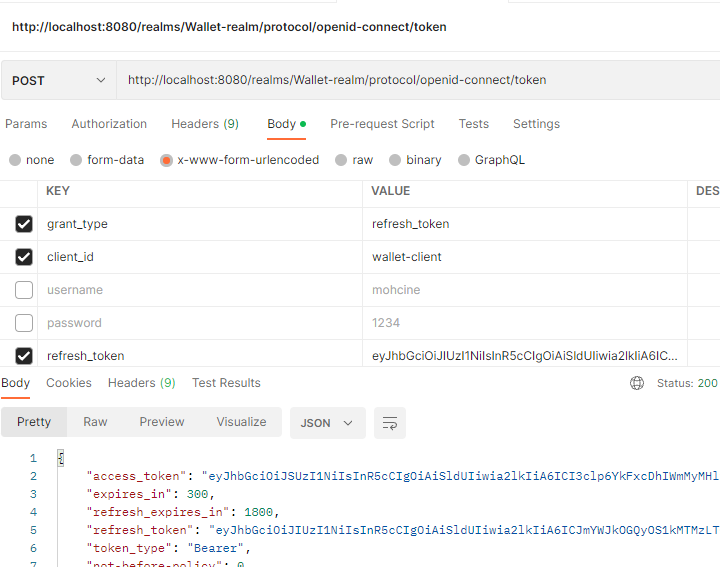 http://localhost:8080/realms/Wallet-realm/protocol/openid-connect/token
POST http://localhost:8080/realms/Wallet-realm/protocol/openid-connect/token
Params Authorization Headers (9) Body Pre-request Script Tests Settings
none form-data x-www-form-urlencoded raw binary GraphQL
KEY VALUE DES
grant_type refresh_token
client_id wallet-client
username mohcine
password 1234
refresh_token eyJhbGciOiJIUzI1NiIsInR5cCIgOiAiSldUIiwia2lkIiA6IC...
Body Cookies Headers (9) Test Results Status: 200
Pretty Raw Preview Visualize JSON
1 {
2 "access_token": "eyJhbGciOiJSUzI1NiIsInR5cCIgOiAiSldUIiwia2lkIiA6ICI3clp6YkFxcDhIWmMyMHl
3 "expires_in": 300,
4 "refresh_expires_in": 1800,
5 "refresh_token": "eyJhbGciOiJIUzI1NiIsInR5cCIgOiAiSldUIiwia2lkIiA6ICJmYWJkOGQyOS1kMTMzLT
6 "token_type": "Bearer",
7 "not-before-policy": 0,